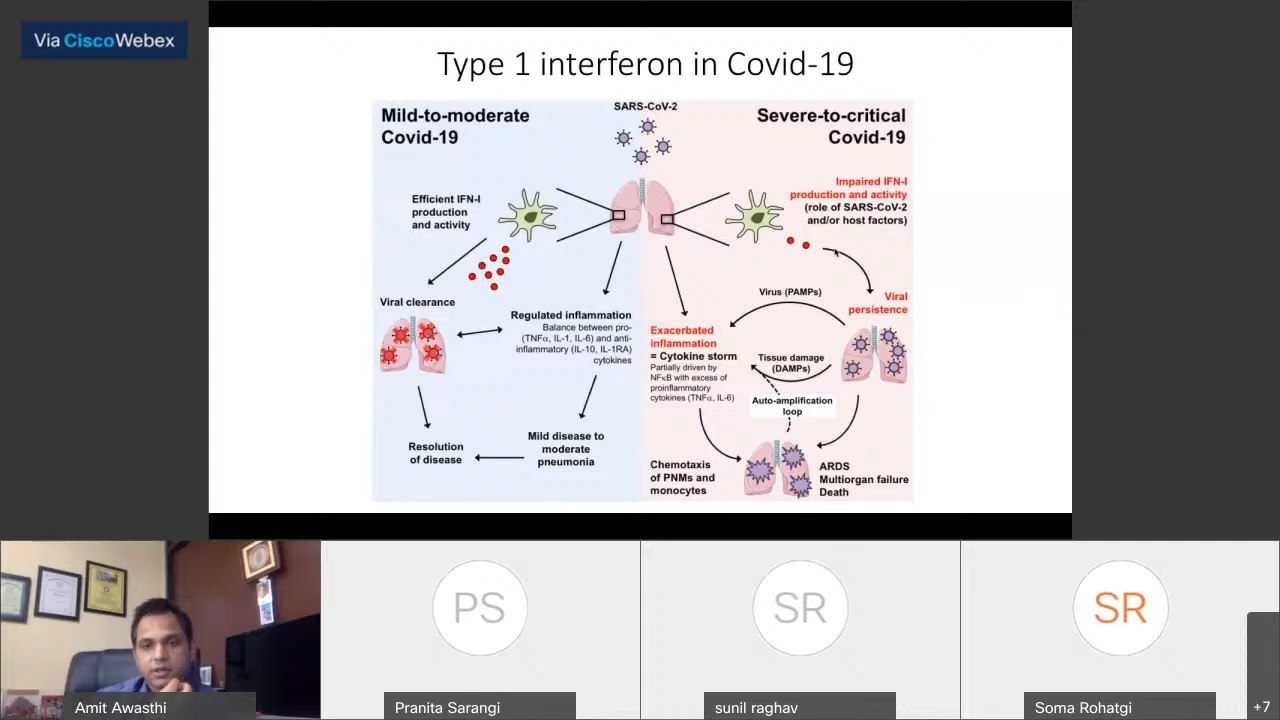 Via Cisco Webex
Type 1 interferon in Covid-19
Mild-to-moderate
Covid-19
SARS-CoV-2
Severe-to-critical
Covid-19
Efficient IFN-I
production
and activity
Impaired IFN-I
production and activity
(role of SARS-CoV-2
and/or host factors)
Viral clearance
Regulated inflammation
Balance between pro-
(TNFα, IL-1, IL-6) and anti-
inflammatory (IL-10, IL-1RA)
cytokines
Resolution
of disease
Mild disease to
moderate
pneumonia
Virus (PAMPs)
Viral
persistence
Exacerbated
inflammation
= Cytokine storm
Partially driven by
NFκB with excess of
proinflammatory
cytokines (TNFα, IL-6)
Tissue damage
(DAMPs)
Auto-amplification
loop
Chemotaxis
of PNMs and
monocytes
ARDS
Multiorgan failure
Death
PS
SR
SR
Amit Awasthi
Pranita Sarangi
sunil raghav
Soma Rohatgi
+7